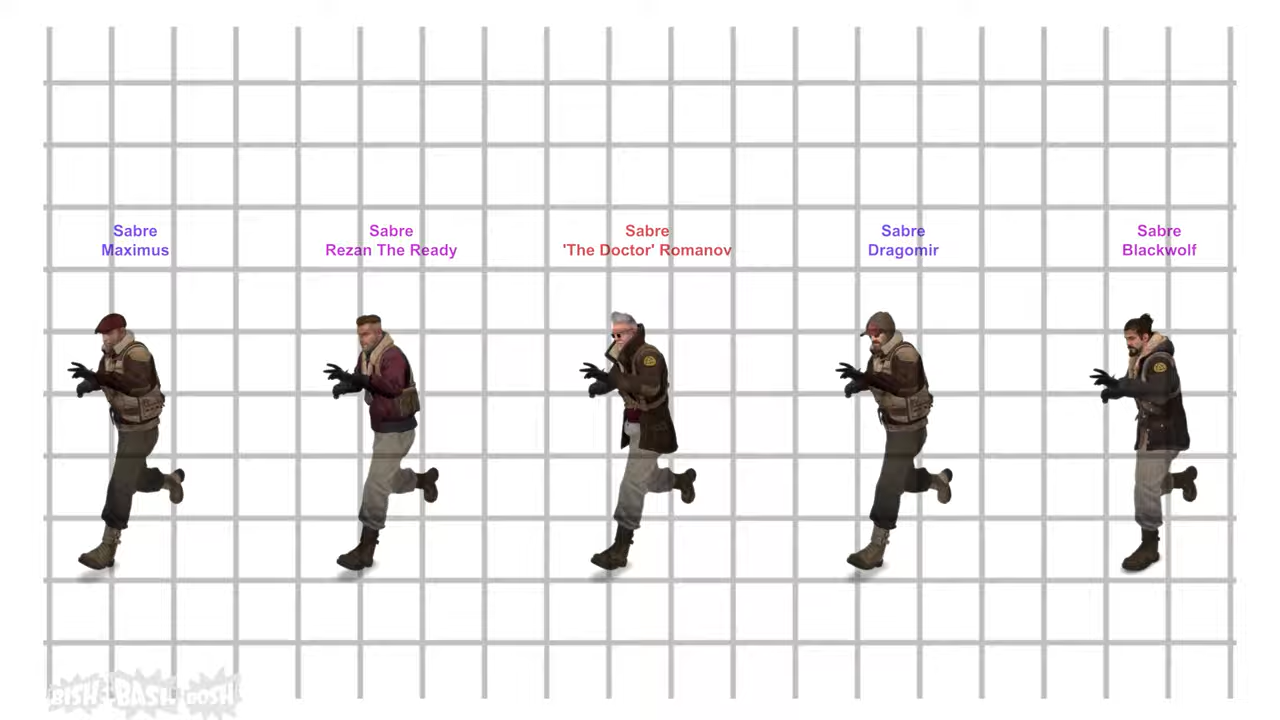 Sabre
Maximus
Sabre
Rezan The Ready
Sabre
'The Doctor' Romanov
Sabre
Dragomir
Sabre
Blackwolf
BISH BASH BOSH